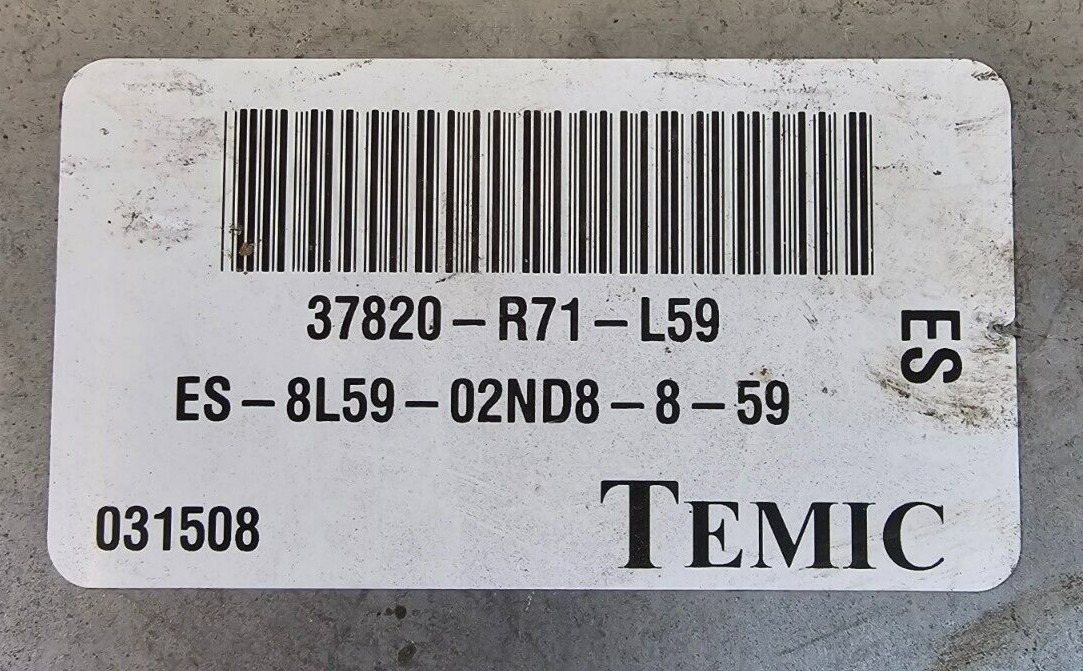 37820-R71-L59
ES-8L59-02ND8-8-59
ES
031508
TEMIC